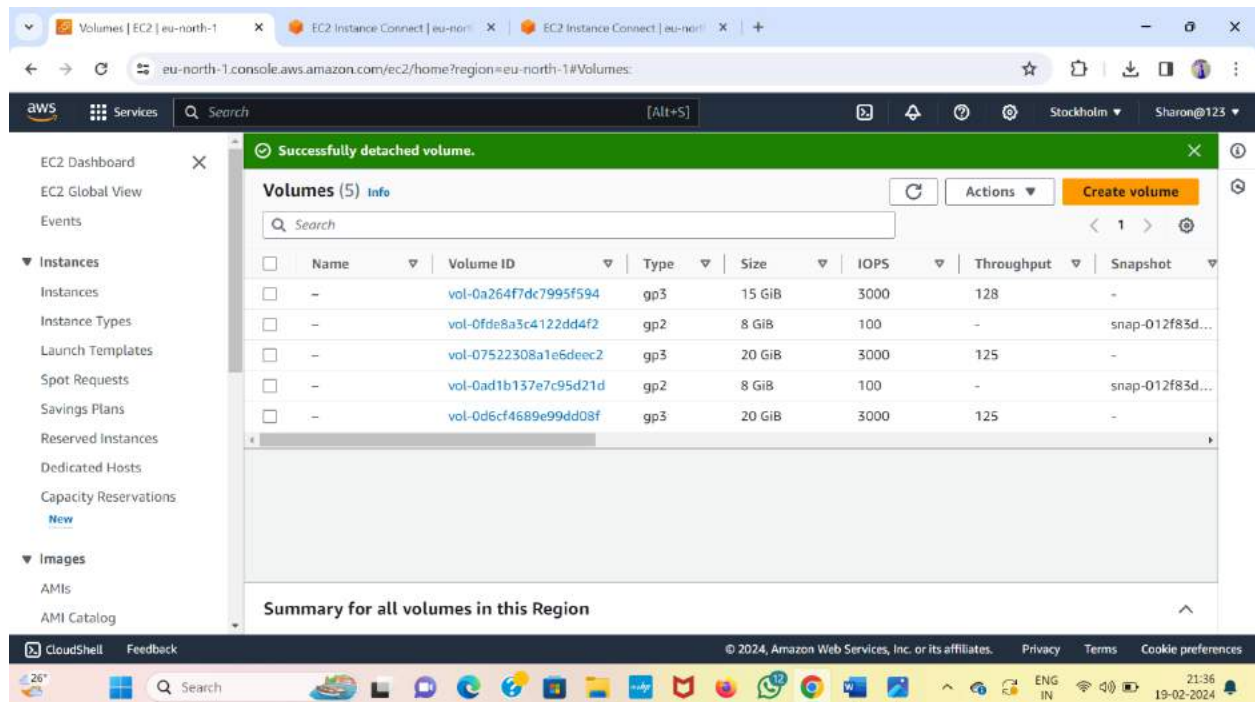 Volumes | EC2 | eu-north-1
EC2 Instance Connect | eu-nort
EC2 Instance Connect | eu-nort
eu-north-1.console.aws.amazon.com/ec2/home?region=eu-north-1#Volumes:
aws Services Search [Alt+S] Stockholm ▼ Sharon@123 ▼
EC2 Dashboard
EC2 Global View
Events
▼ Instances
Instances
Instance Types
Launch Templates
Spot Requests
Savings Plans
Reserved Instances
Dedicated Hosts
Capacity Reservations
New
▼ Images
AMIs
AMI Catalog
Successfully detached volume.
Volumes (5) Info Actions ▼ Create volume
Search 1
Name Volume ID Type Size IOPS Throughput Snapshot
– vol-0a264f7dc7995f594 gp3 15 GiB 3000 128 –
– vol-0fde8a3c4122dd4f2 gp2 8 GiB 100 – snap-012f83d...
– vol-07522308a1e6deec2 gp3 20 GiB 3000 125 –
– vol-0ad1b137e7c95d21d gp2 8 GiB 100 – snap-012f83d...
– vol-0d6cf4689e99dd08f gp3 20 GiB 3000 125 –
Summary for all volumes in this Region
CloudShell Feedback © 2024, Amazon Web Services, Inc. or its affiliates. Privacy Terms Cookie preferences
26°
Search
12
ENG
IN
21:36
19-02-2024